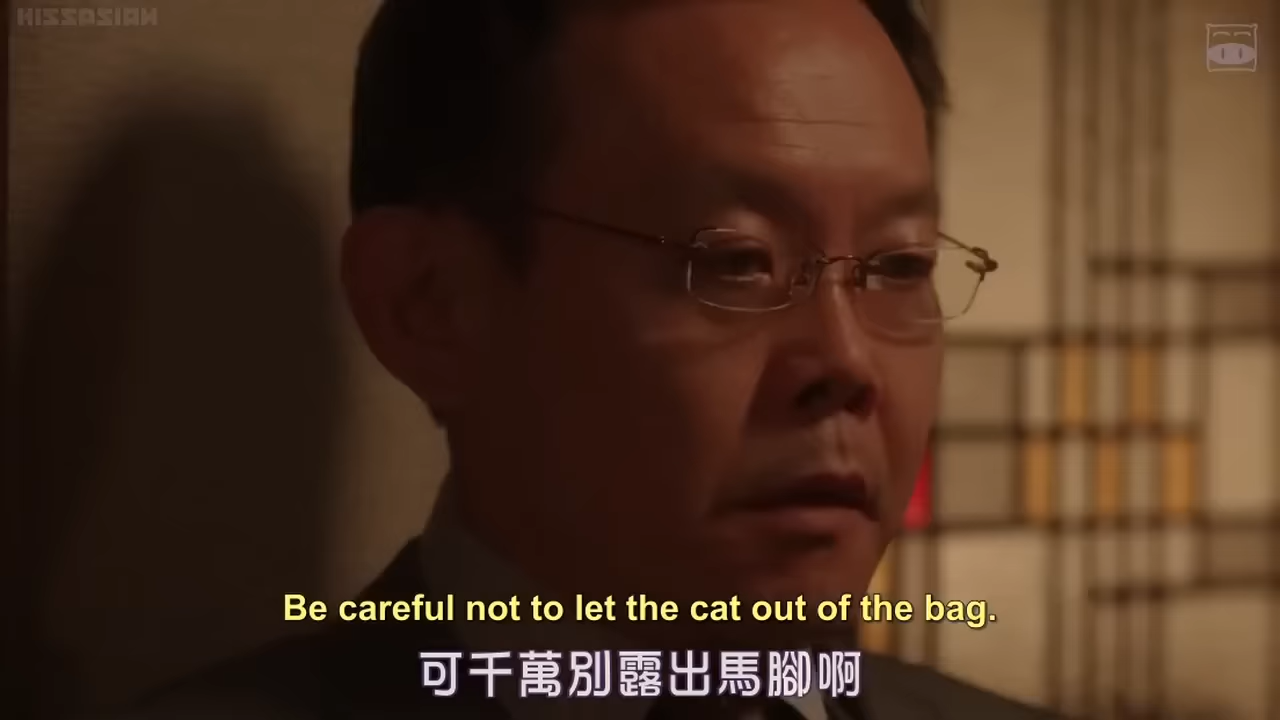 KISSASIAN
Be careful not to let the cat out of the bag.
可千萬別露出馬腳啊